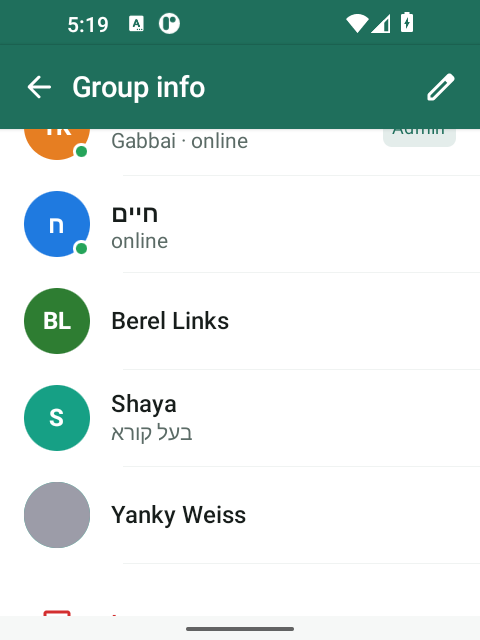 5:19
Group info
Gabbai · online
Admin
ח
חיים
online
BL
Berel Links
S
Shaya
בעל קורא
Yanky Weiss